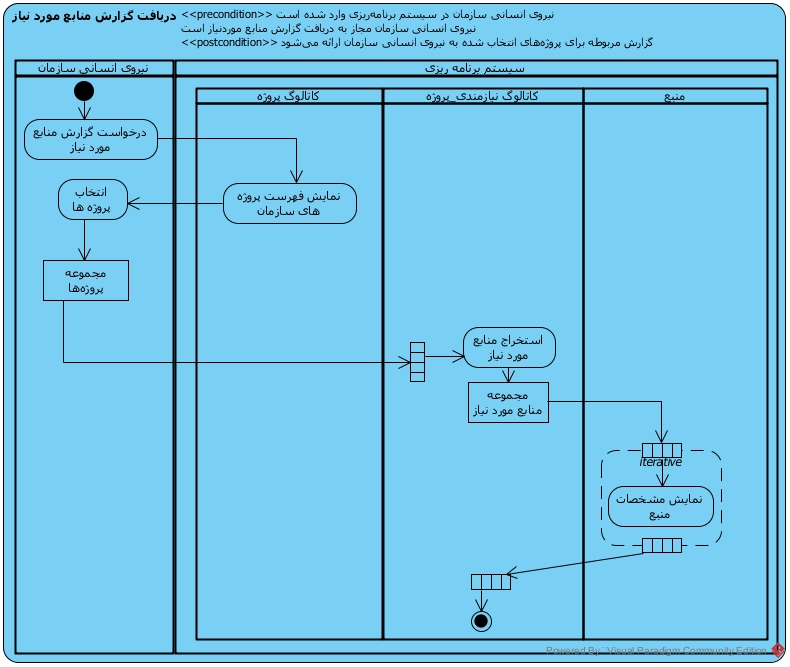 دریافت گزارش منابع مورد نیاز
<<precondition>> نیروی انسانی سازمان در سیستم برنامه‌ریزی وارد شده است
نیروی انسانی سازمان مجاز به دریافت گزارش منابع موردنیاز است
<<postcondition>> گزارش مربوطه برای پروژه‌های انتخاب شده به نیروی انسانی سازمان ارائه می‌شود
نیروی انسانی سازمان
سیستم برنامه ریزی
کاتالوگ پروژه
کاتالوگ نیازمندی_پروژه
منبع
درخواست گزارش منابع
مورد نیاز
انتخاب
پروژه ها
نمایش فهرست پروژه
های سازمان
مجموعه
پروژه‌ها
استخراج منابع
مورد نیاز
مجموعه
منابع مورد نیاز
iterative
نمایش مشخصات
منبع
Powered By Visual Paradigm Community Edition